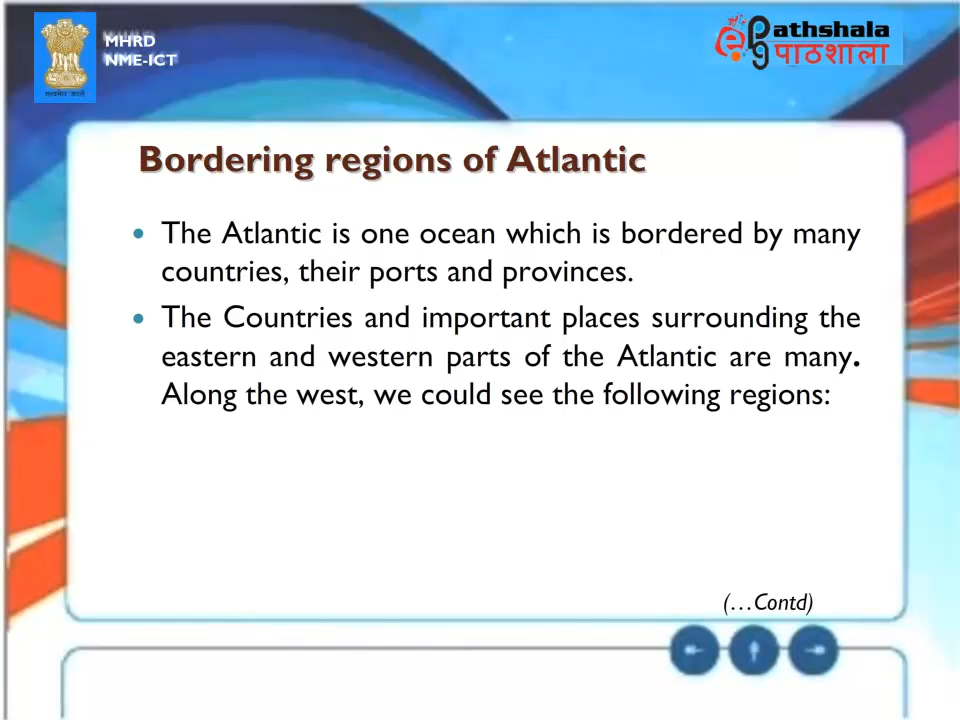 MHRD
NME-ICT
Pathshala
पाठशाला
Bordering regions of Atlantic
• The Atlantic is one ocean which is bordered by many
countries, their ports and provinces.
• The Countries and important places surrounding the
eastern and western parts of the Atlantic are many.
Along the west, we could see the following regions:
(…Contd)